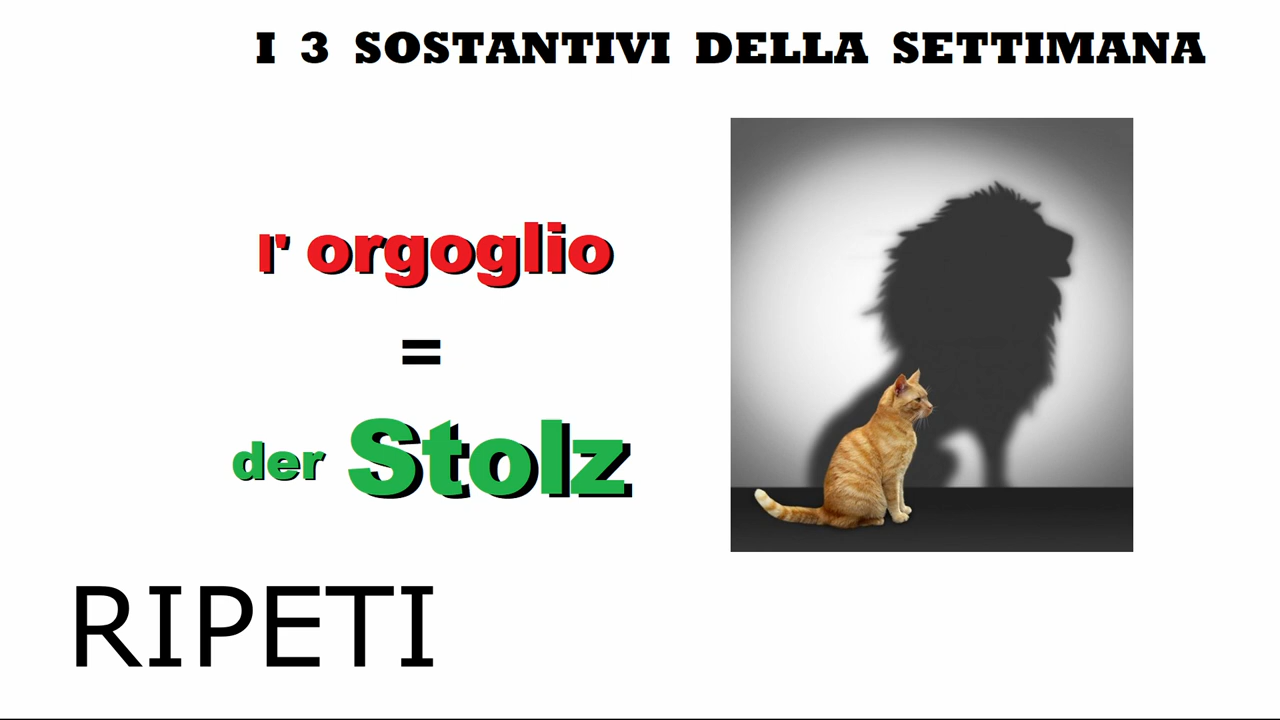 I 3 SOSTANTIVI DELLA SETTIMANA
l' orgoglio
=
der Stolz
RIPETI